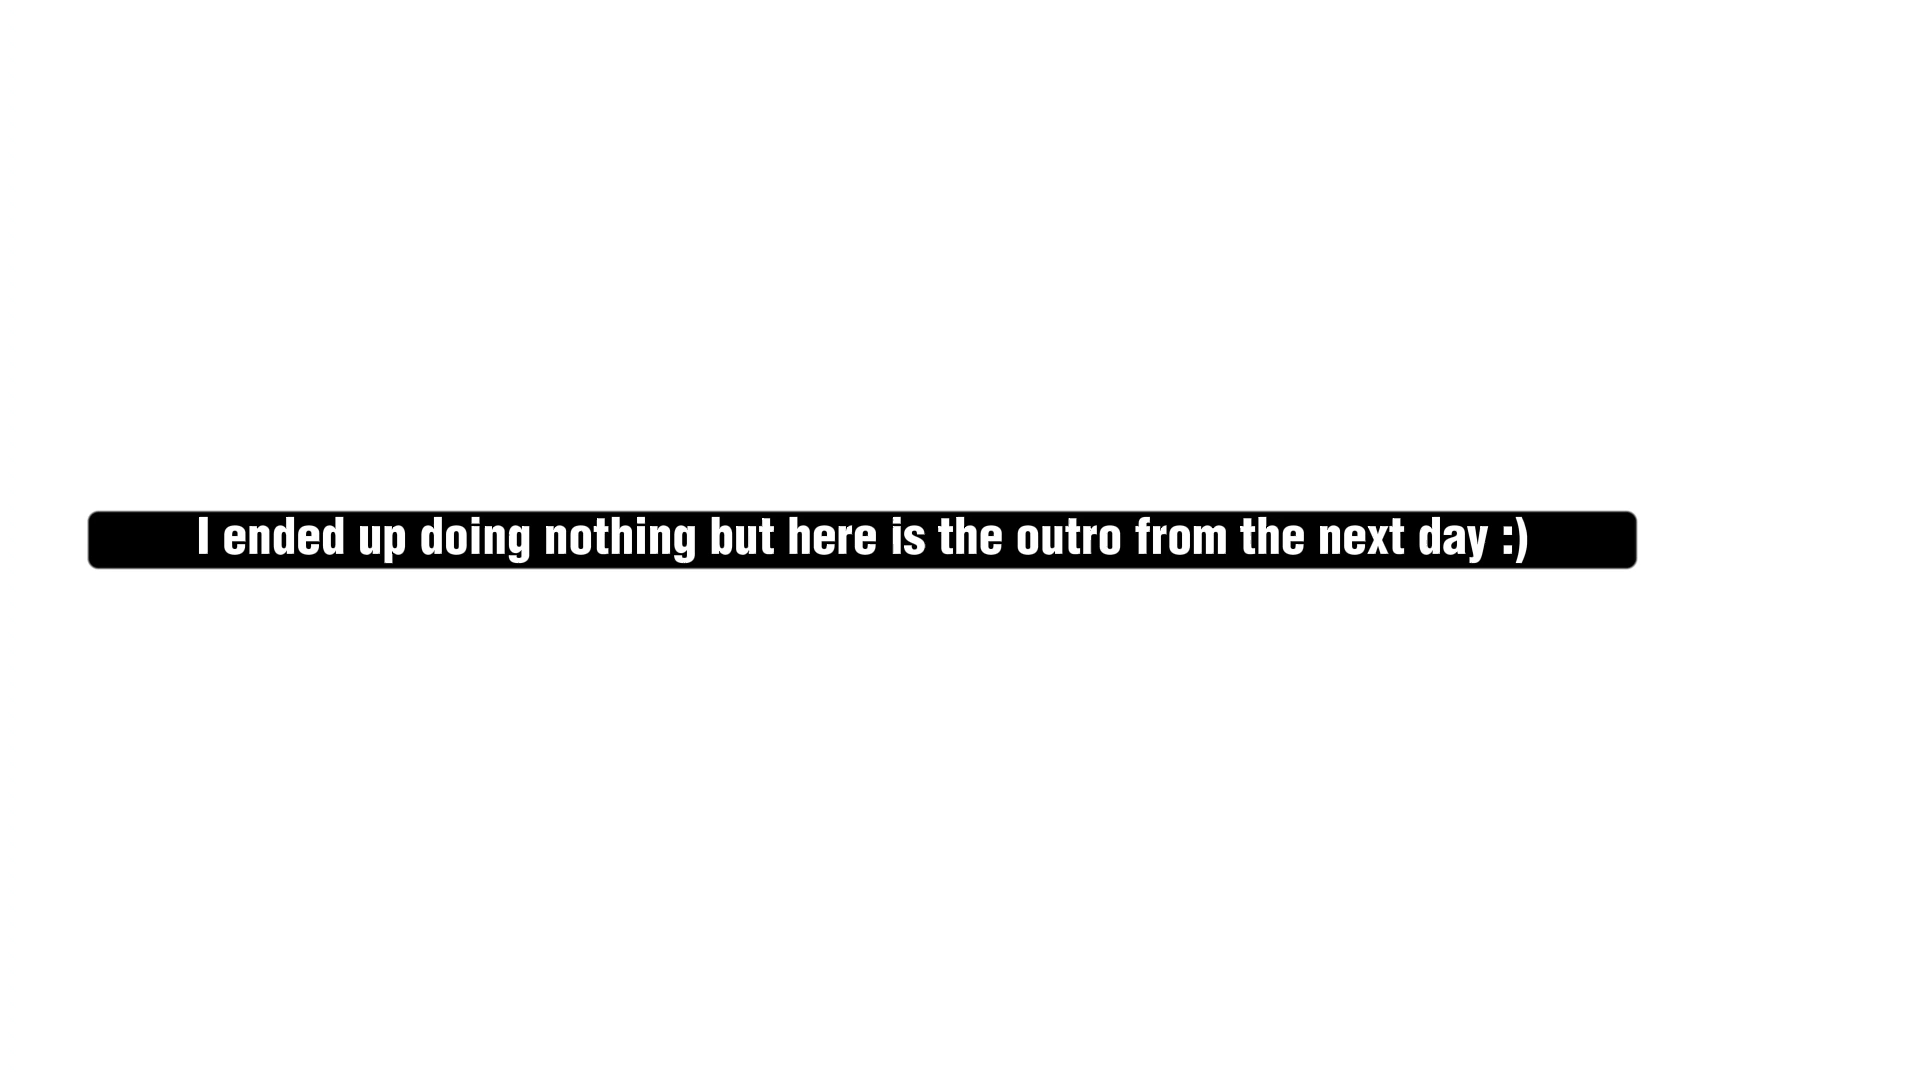 I ended up doing nothing but here is the outro from the next day :)